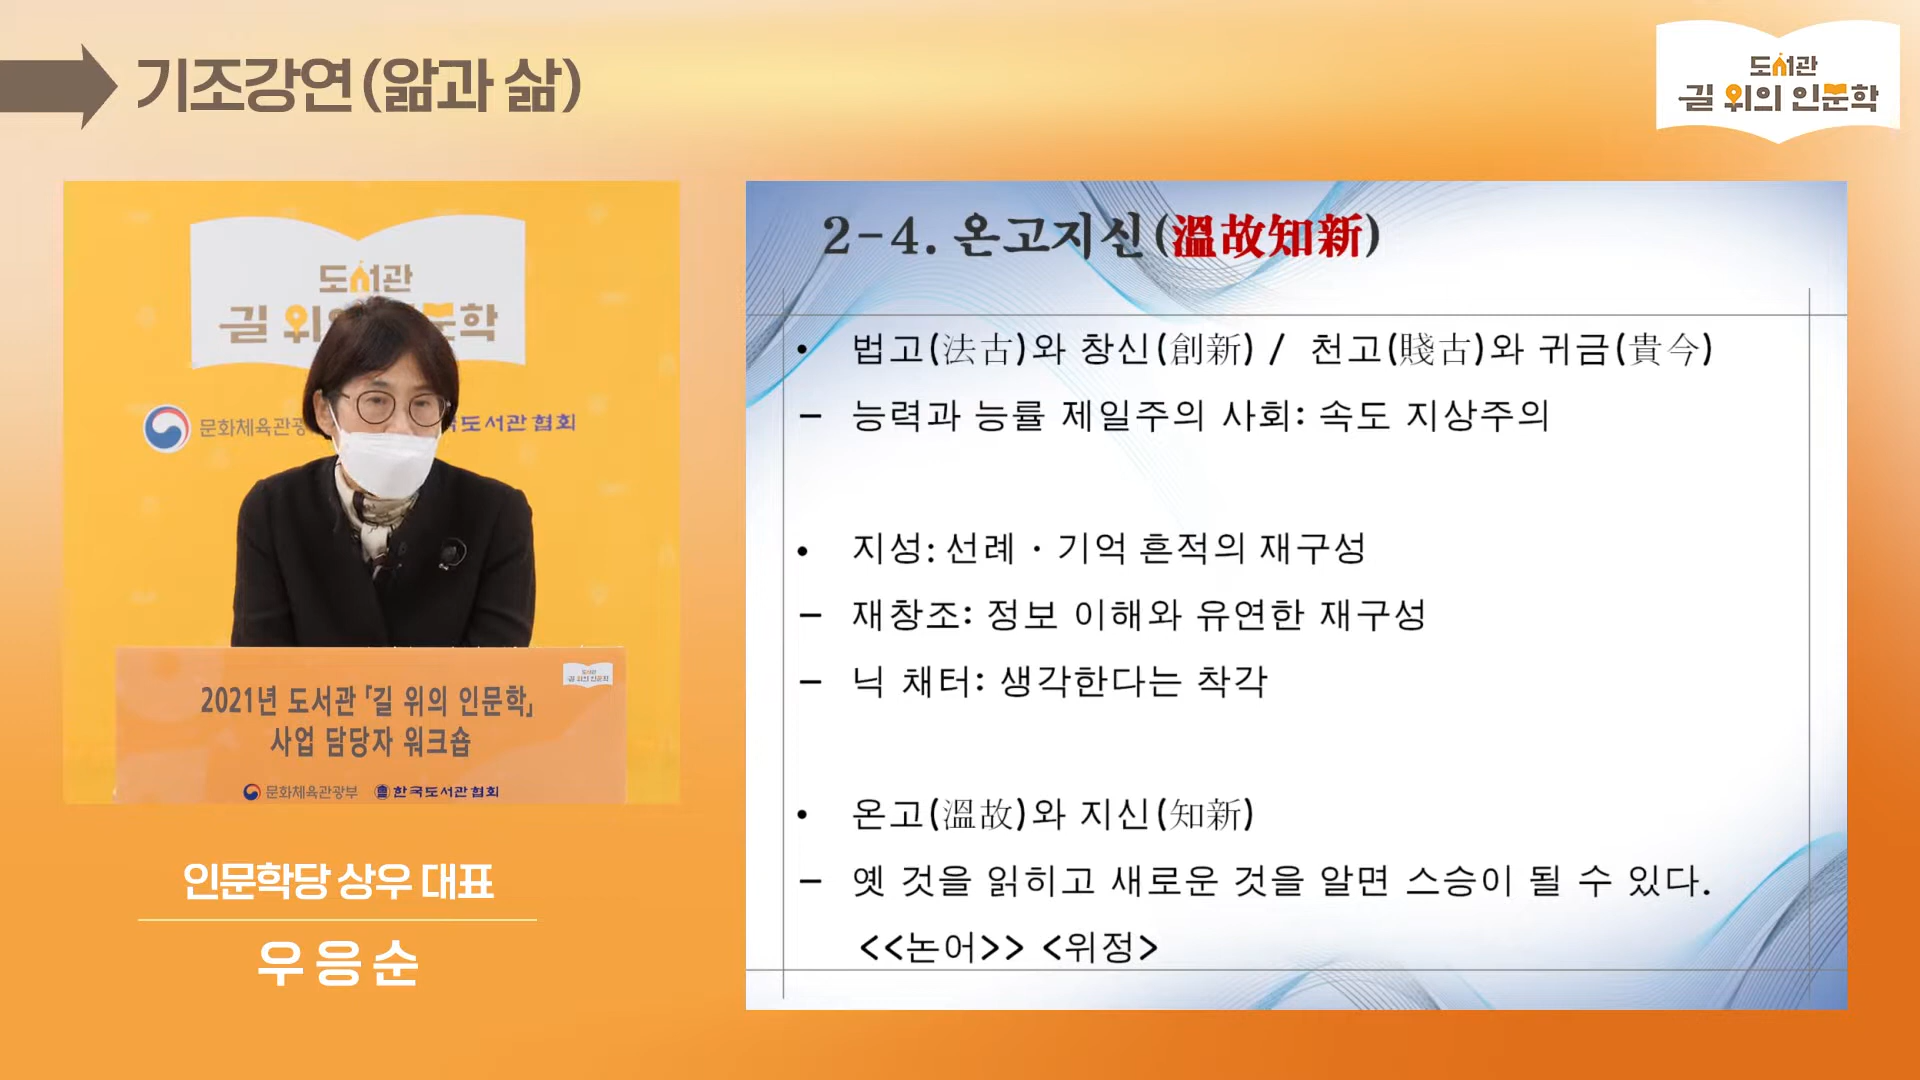 기조강연(앎과 삶)
도서관
길 위의 인문학
도서관
길 위의 인문학
문화체육관광
국도서관협회
2021년 도서관 「길 위의 인문학」
사업 담당자 워크숍
문화체육관광부 한국도서관협회
인문학당 상우 대표
우응순
2-4. 온고지신(溫故知新)
• 법고(法古)와 창신(創新) / 천고(賤古)와 귀금(貴今)
– 능력과 능률 제일주의 사회: 속도 지상주의
• 지성: 선례 · 기억 흔적의 재구성
– 재창조: 정보 이해와 유연한 재구성
– 닉 채터: 생각한다는 착각
• 온고(溫故)와 지신(知新)
– 옛 것을 읽히고 새로운 것을 알면 스승이 될 수 있다.
<<논어>> <위정>